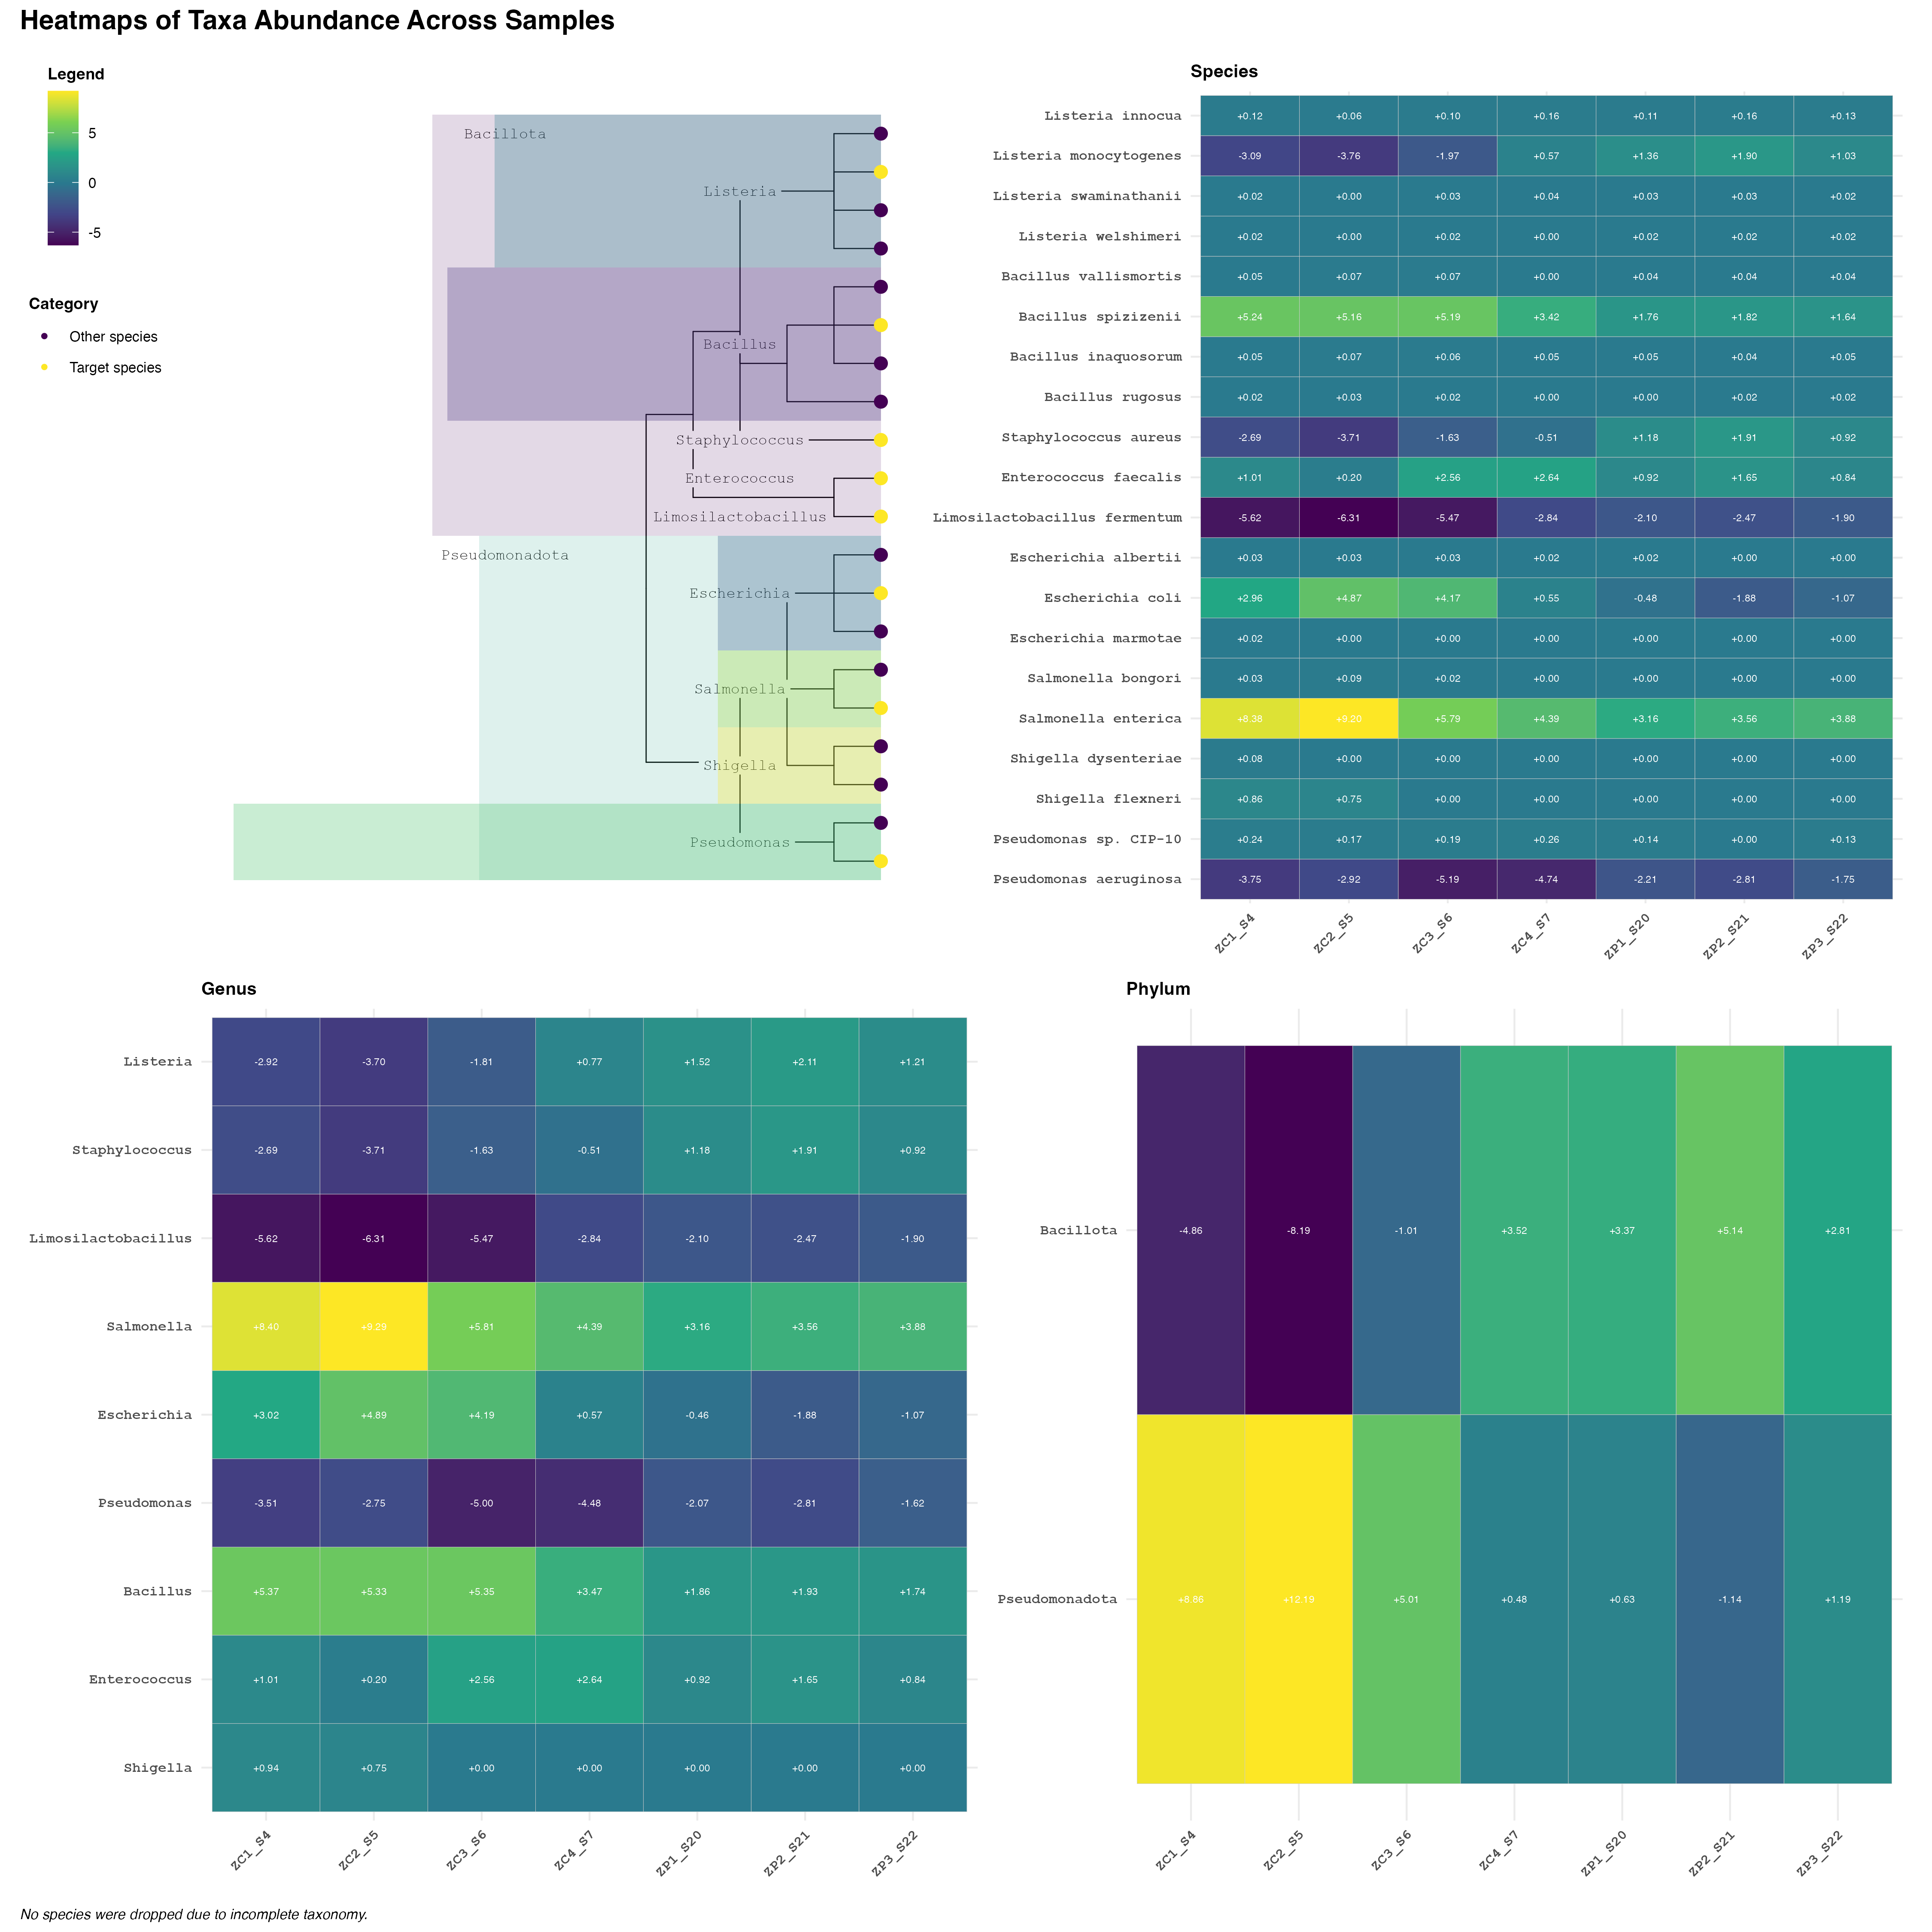 Heatmaps of Taxa Abundance Across Samples
Legend
5
0
-5
Category
Other species
Target species
Bacillota
Listeria
Bacillus
Staphylococcus
Enterococcus
Limosilactobacillus
Pseudomonadota
Escherichia
Salmonella
Shigella
Pseudomonas
Species
Listeria innocua +0.12 +0.06 +0.10 +0.16 +0.11 +0.16 +0.13
Listeria monocytogenes -3.09 -3.76 -1.97 +0.57 +1.36 +1.90 +1.03
Listeria swaminathanii +0.02 +0.00 +0.03 +0.04 +0.03 +0.03 +0.02
Listeria welshimeri +0.02 +0.00 +0.02 +0.00 +0.02 +0.02 +0.02
Bacillus vallismortis +0.05 +0.07 +0.07 +0.00 +0.04 +0.04 +0.04
Bacillus spizizenii +5.24 +5.16 +5.19 +3.42 +1.76 +1.82 +1.64
Bacillus inaquosorum +0.05 +0.07 +0.06 +0.05 +0.05 +0.04 +0.05
Bacillus rugosus +0.02 +0.03 +0.02 +0.00 +0.00 +0.02 +0.02
Staphylococcus aureus -2.69 -3.71 -1.63 -0.51 +1.18 +1.91 +0.92
Enterococcus faecalis +1.01 +0.20 +2.56 +2.64 +0.92 +1.65 +0.84
Limosilactobacillus fermentum -5.62 -6.31 -5.47 -2.84 -2.10 -2.47 -1.90
Escherichia albertii +0.03 +0.03 +0.03 +0.02 +0.02 +0.00 +0.00
Escherichia coli +2.96 +4.87 +4.17 +0.55 -0.48 -1.88 -1.07
Escherichia marmotae +0.02 +0.00 +0.00 +0.00 +0.00 +0.00 +0.00
Salmonella bongori +0.03 +0.09 +0.02 +0.00 +0.00 +0.00 +0.00
Salmonella enterica +8.38 +9.20 +5.79 +4.39 +3.16 +3.56 +3.88
Shigella dysenteriae +0.08 +0.00 +0.00 +0.00 +0.00 +0.00 +0.00
Shigella flexneri +0.86 +0.75 +0.00 +0.00 +0.00 +0.00 +0.00
Pseudomonas sp. CIP-10 +0.24 +0.17 +0.19 +0.26 +0.14 +0.00 +0.13
Pseudomonas aeruginosa -3.75 -2.92 -5.19 -4.74 -2.21 -2.81 -1.75
ZC1_S4 ZC2_S5 ZC3_S6 ZC4_S7 ZP1_S20 ZP2_S21 ZP3_S22
Genus
Listeria -2.92 -3.70 -1.81 +0.77 +1.52 +2.11 +1.21
Staphylococcus -2.69 -3.71 -1.63 -0.51 +1.18 +1.91 +0.92
Limosilactobacillus -5.62 -6.31 -5.47 -2.84 -2.10 -2.47 -1.90
Salmonella +8.40 +9.29 +5.81 +4.39 +3.16 +3.56 +3.88
Escherichia +3.02 +4.89 +4.19 +0.57 -0.46 -1.88 -1.07
Pseudomonas -3.51 -2.75 -5.00 -4.48 -2.07 -2.81 -1.62
Bacillus +5.37 +5.33 +5.35 +3.47 +1.86 +1.93 +1.74
Enterococcus +1.01 +0.20 +2.56 +2.64 +0.92 +1.65 +0.84
Shigella +0.94 +0.75 +0.00 +0.00 +0.00 +0.00 +0.00
ZC1_S4 ZC2_S5 ZC3_S6 ZC4_S7 ZP1_S20 ZP2_S21 ZP3_S22
Phylum
Bacillota -4.86 -8.19 -1.01 +3.52 +3.37 +5.14 +2.81
Pseudomonadota +8.86 +12.19 +5.01 +0.48 +0.63 -1.14 +1.19
ZC1_S4 ZC2_S5 ZC3_S6 ZC4_S7 ZP1_S20 ZP2_S21 ZP3_S22
No species were dropped due to incomplete taxonomy.